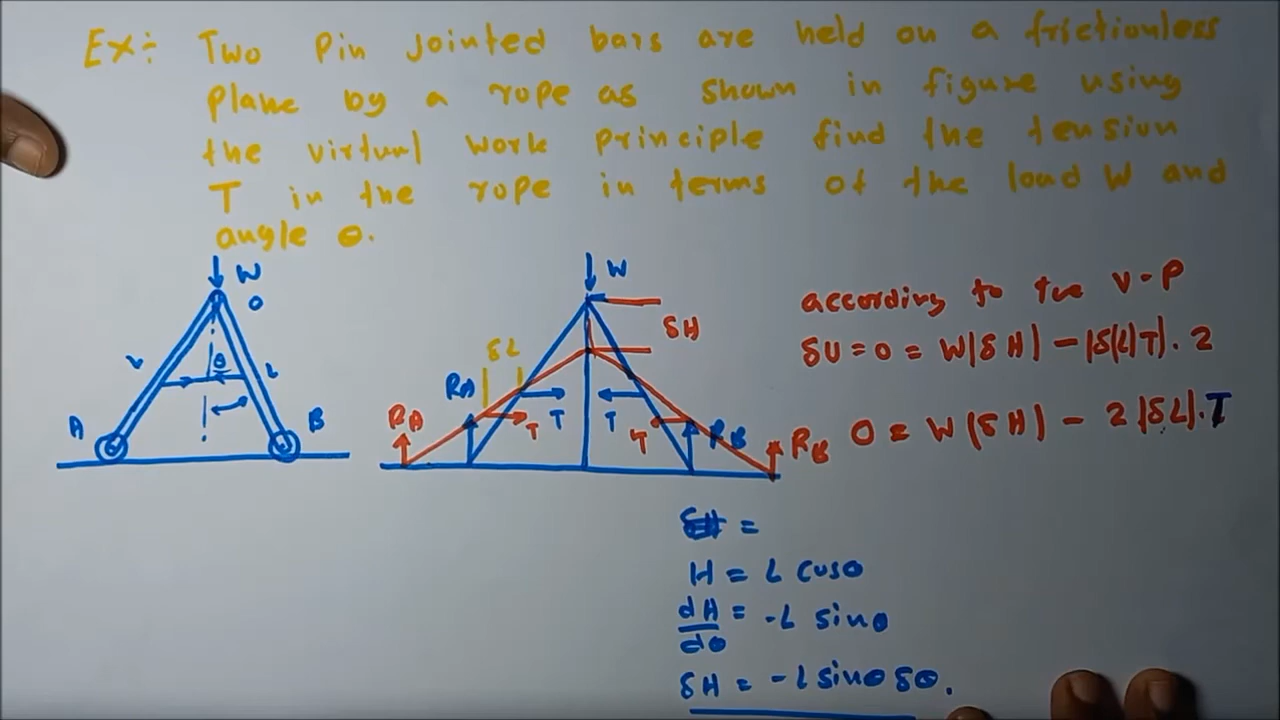 Ex:- Two Pin jointed bars are held on a frictionless
plane by a rope as shown in figure using
the virtual work principle find the tension
T in the rope in terms of the load W and
angle θ.
W
O
L
θ
L
A
B
W
δH
δL
RA
RA
T
T
T
T
RB
RB
according to the V-P
δU = 0 = W|δH| - |δ(L)T|. 2
0 = W(δH) - 2|δL|.T
δH =
H = L cosθ
dH/dθ = -L sinθ
δH = -L sinθ δθ.